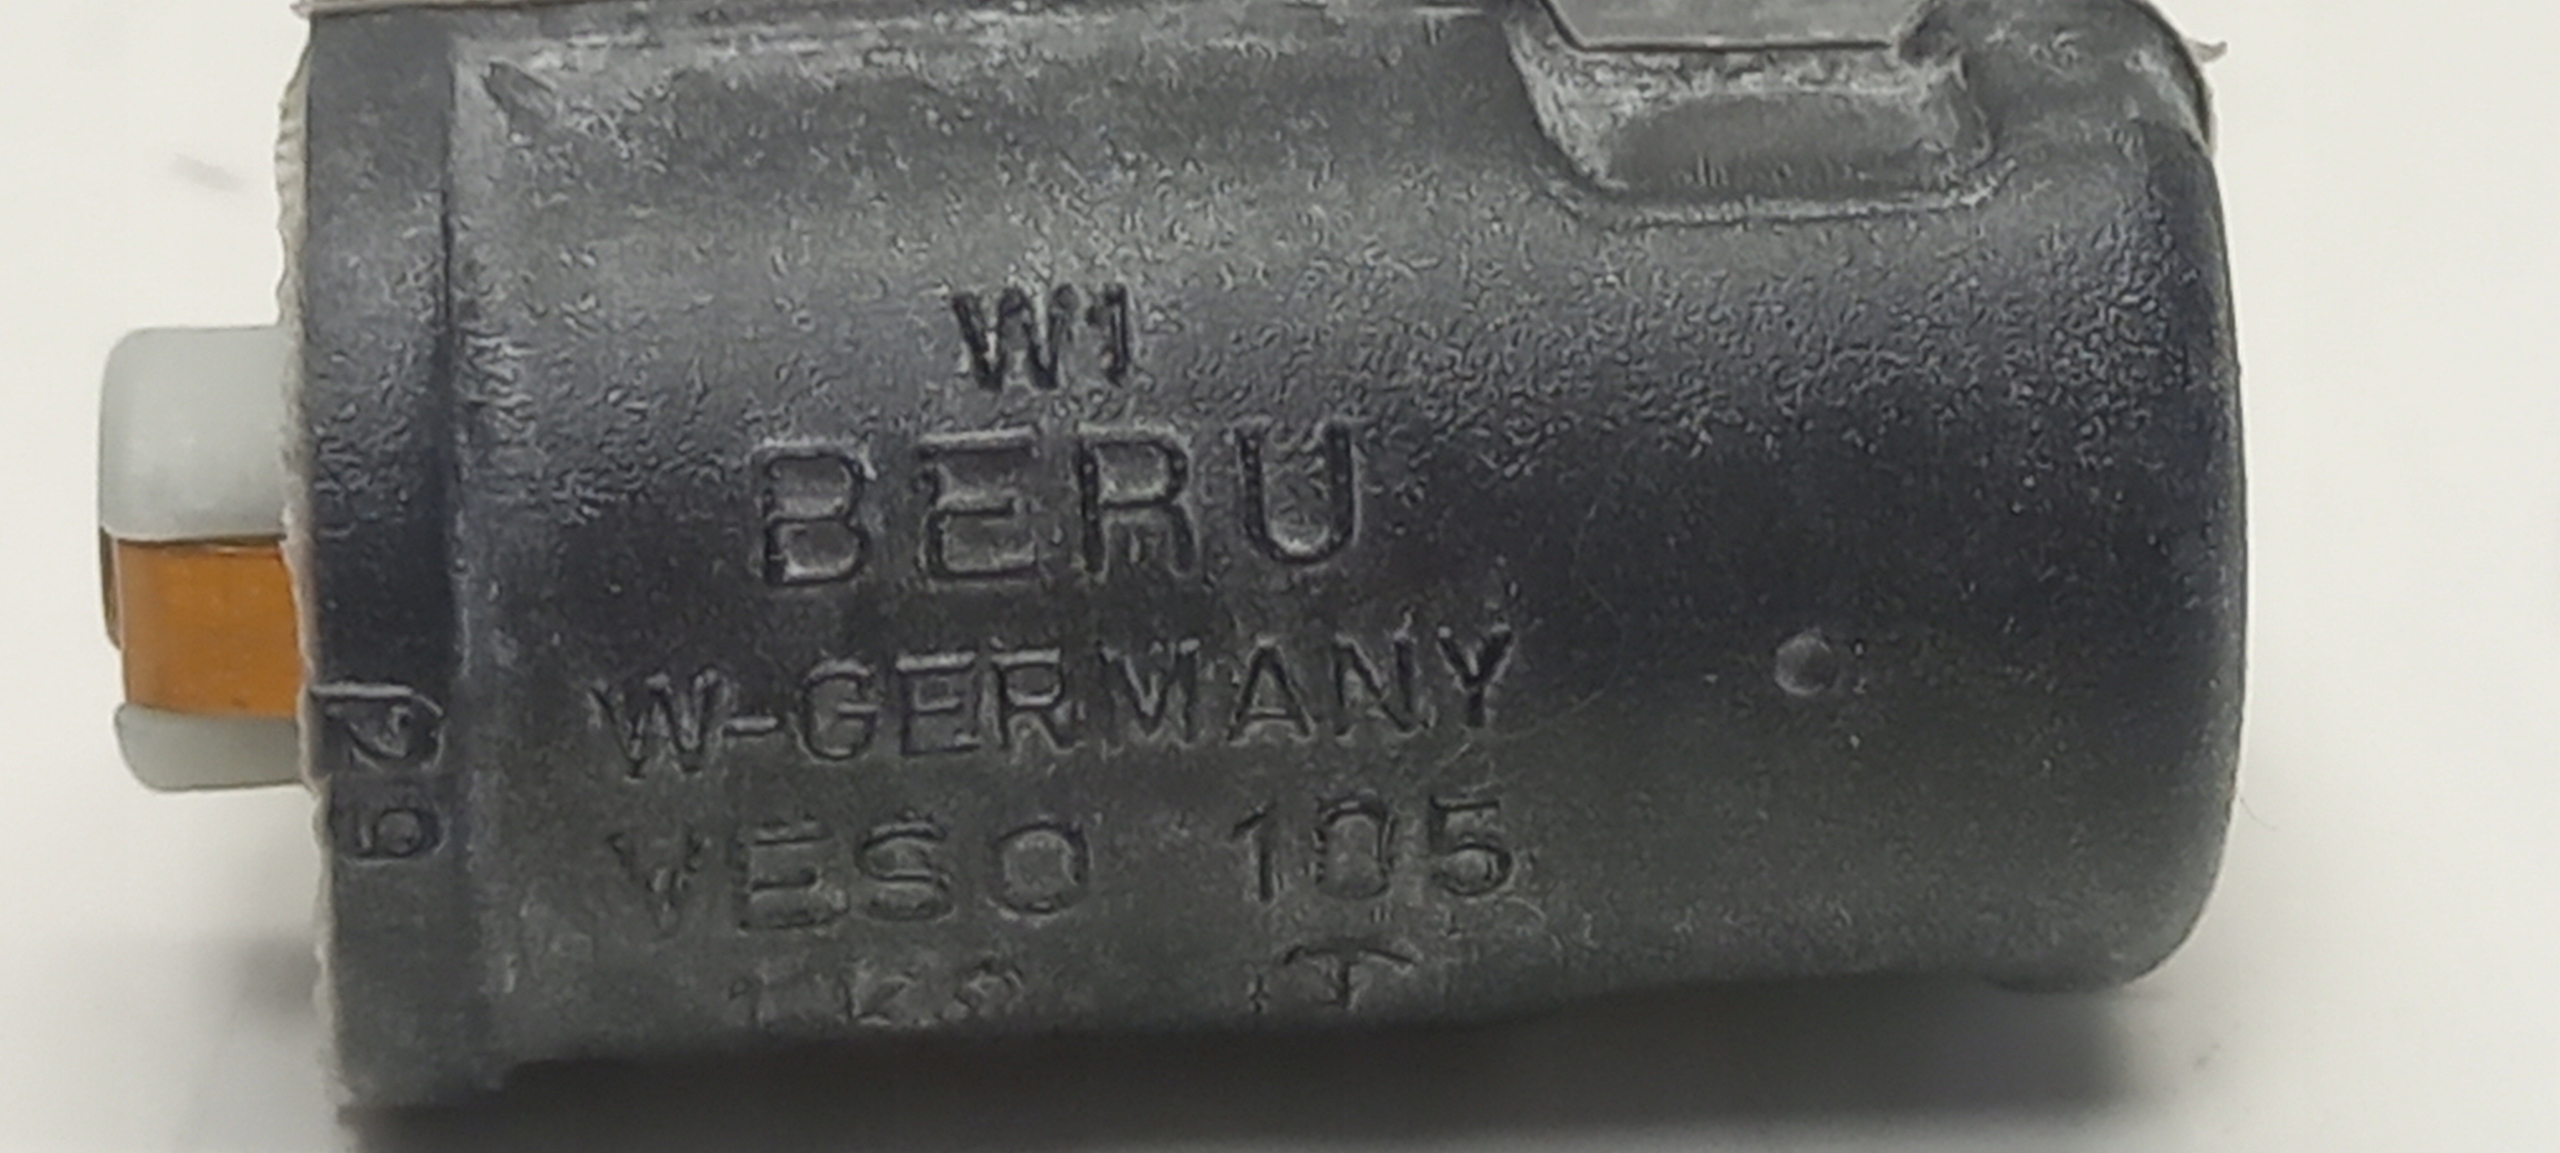 W1
BERU
W-GERMANY
VESO 105